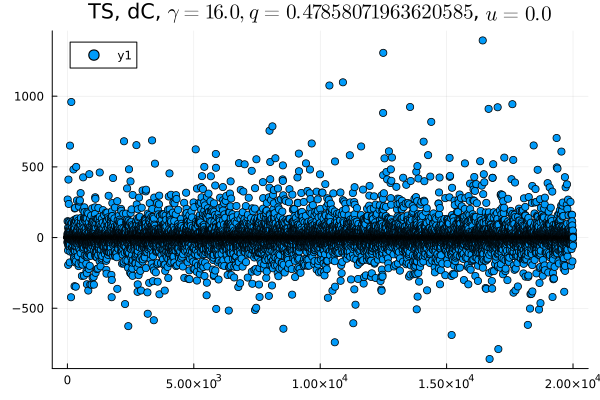 TS, dC, γ = 16.0, q = 0.47858071963620585, u = 0.0
y1
1000
500
0
−500
0 5.00×10³ 1.00×10⁴ 1.50×10⁴ 2.00×10⁴